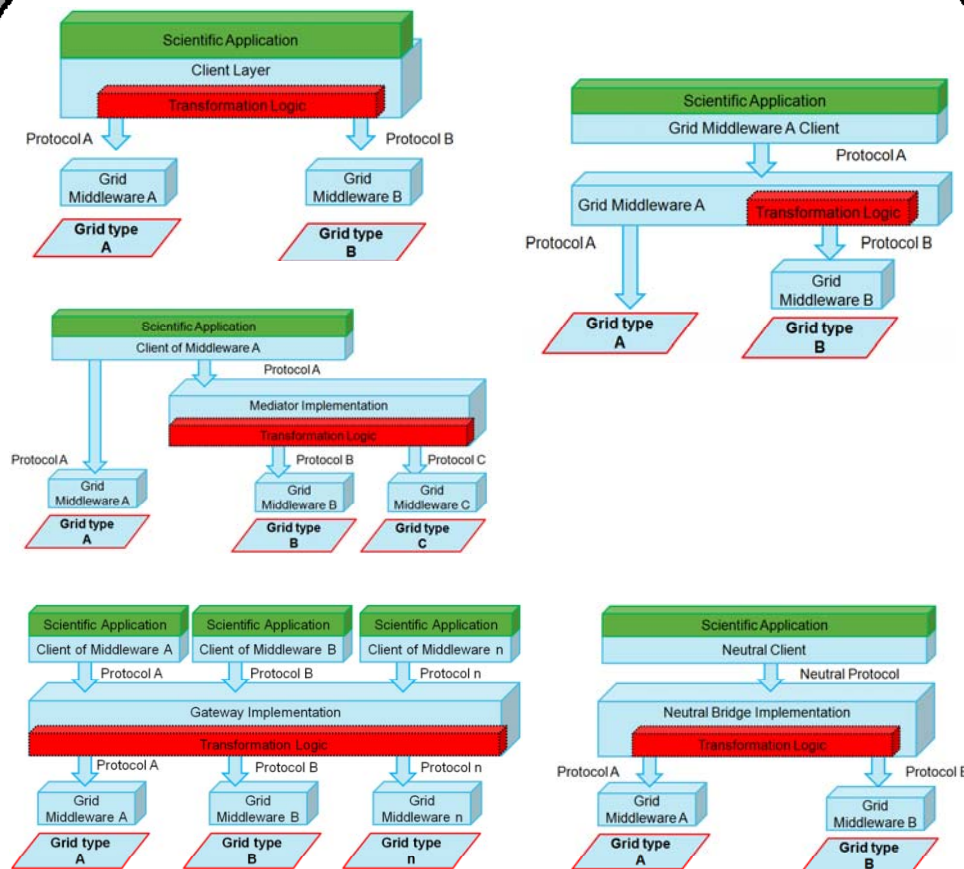 Scientific Application
Client Layer
Transformation Logic
Protocol A
Protocol B
Grid
Middleware A
Grid
Middleware B
Grid type
A
Grid type
B
Scientific Application
Grid Middleware A Client
Protocol A
Grid Middleware A
Transformation Logic
Protocol A
Protocol B
Grid
Middleware B
Grid type
A
Grid type
B
Scientific Application
Client of Middleware A
Protocol A
Mediator Implementation
Transformation Logic
Protocol A
Protocol B
Protocol C
Grid
Middleware A
Grid
Middleware B
Grid
Middleware C
Grid type
A
Grid type
B
Grid type
C
Scientific Application
Client of Middleware A
Scientific Application
Client of Middleware B
Scientific Application
Client of Middleware n
Protocol A
Protocol B
Protocol n
Gateway Implementation
Transformation Logic
Protocol A
Protocol B
Protocol n
Grid
Middleware A
Grid
Middleware B
Grid
Middleware n
Grid type
A
Grid type
B
Grid type
n
Scientific Application
Neutral Client
Neutral Protocol
Neutral Bridge Implementation
Transformation Logic
Protocol A
Protocol B
Grid
Middleware A
Grid
Middleware B
Grid type
A
Grid type
B